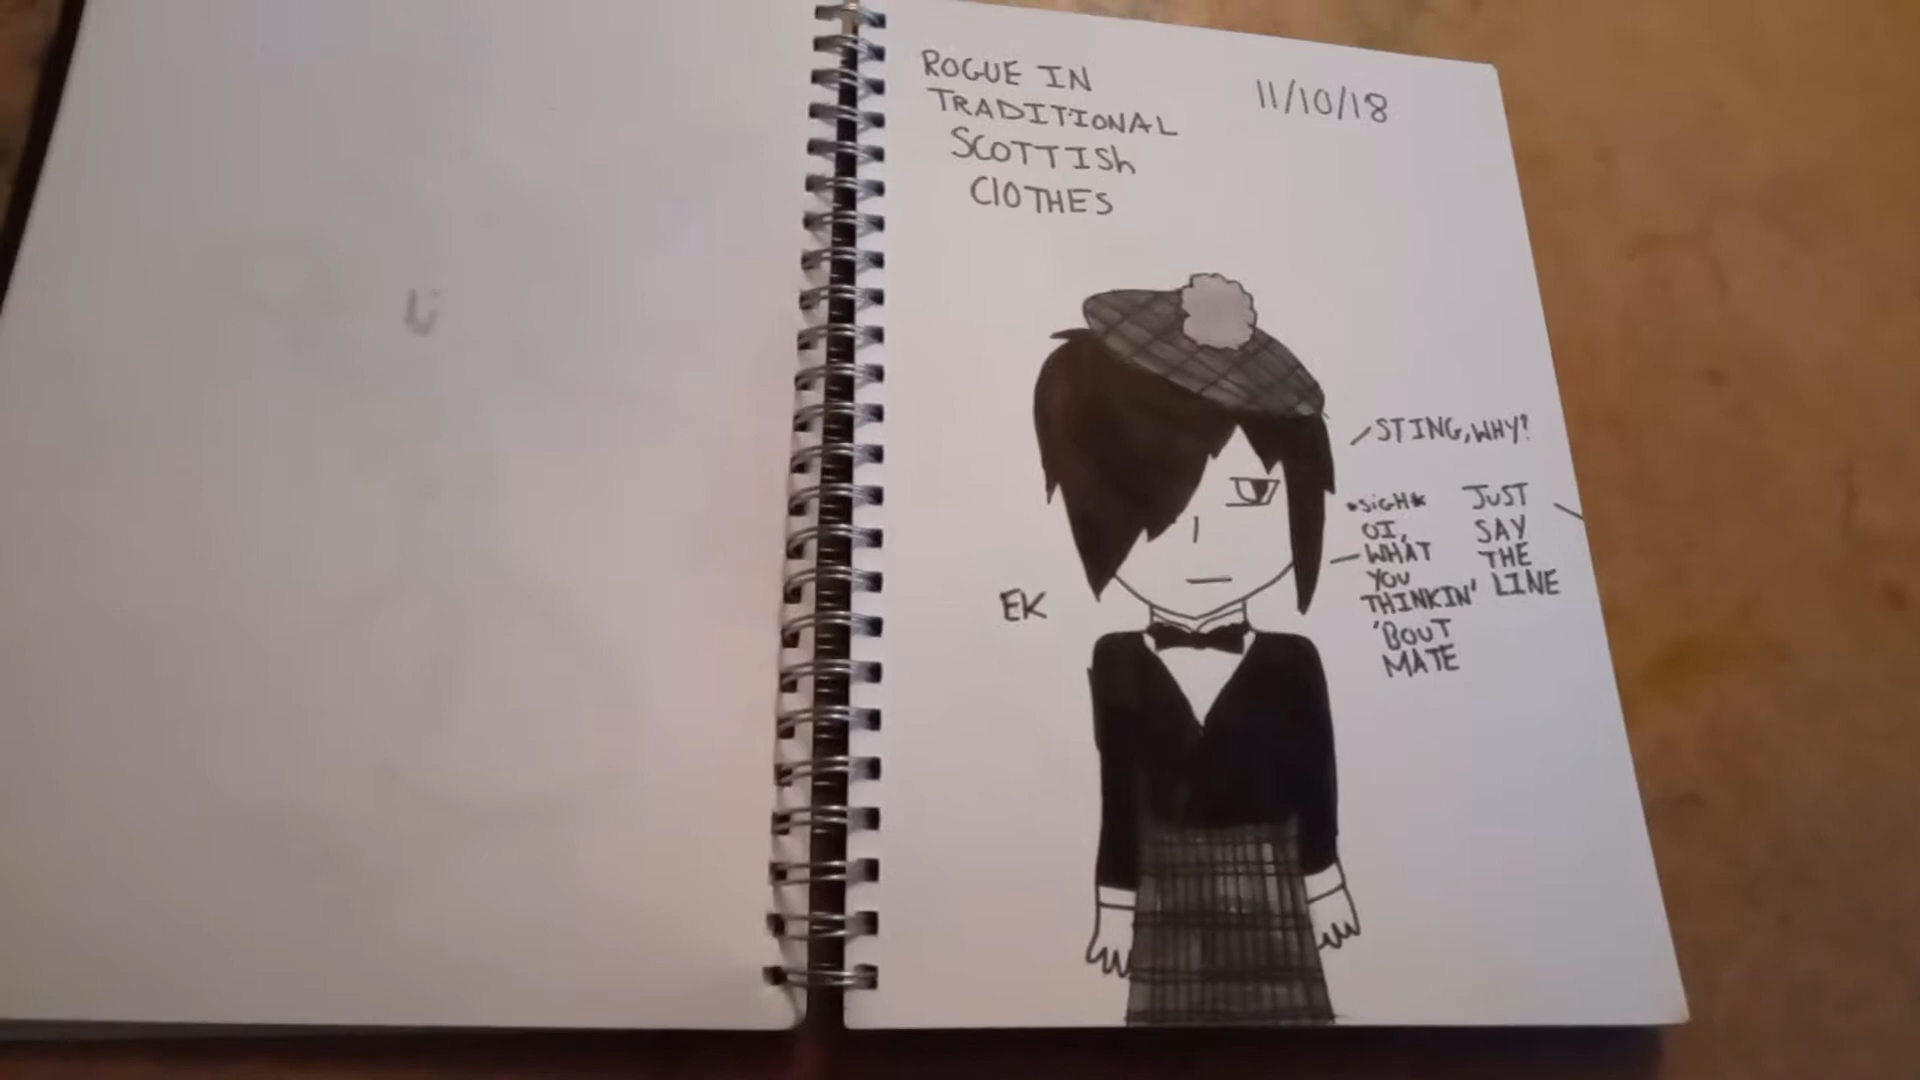 ROGUE IN
TRADITIONAL
SCOTTISh
ClOTHES
11/10/18
STING, WHY?
JUST
SAY
THE
LINE
*SiGH*
OI,
WHAT
YOU
THINKIN'
'BOUT
MATE
EK